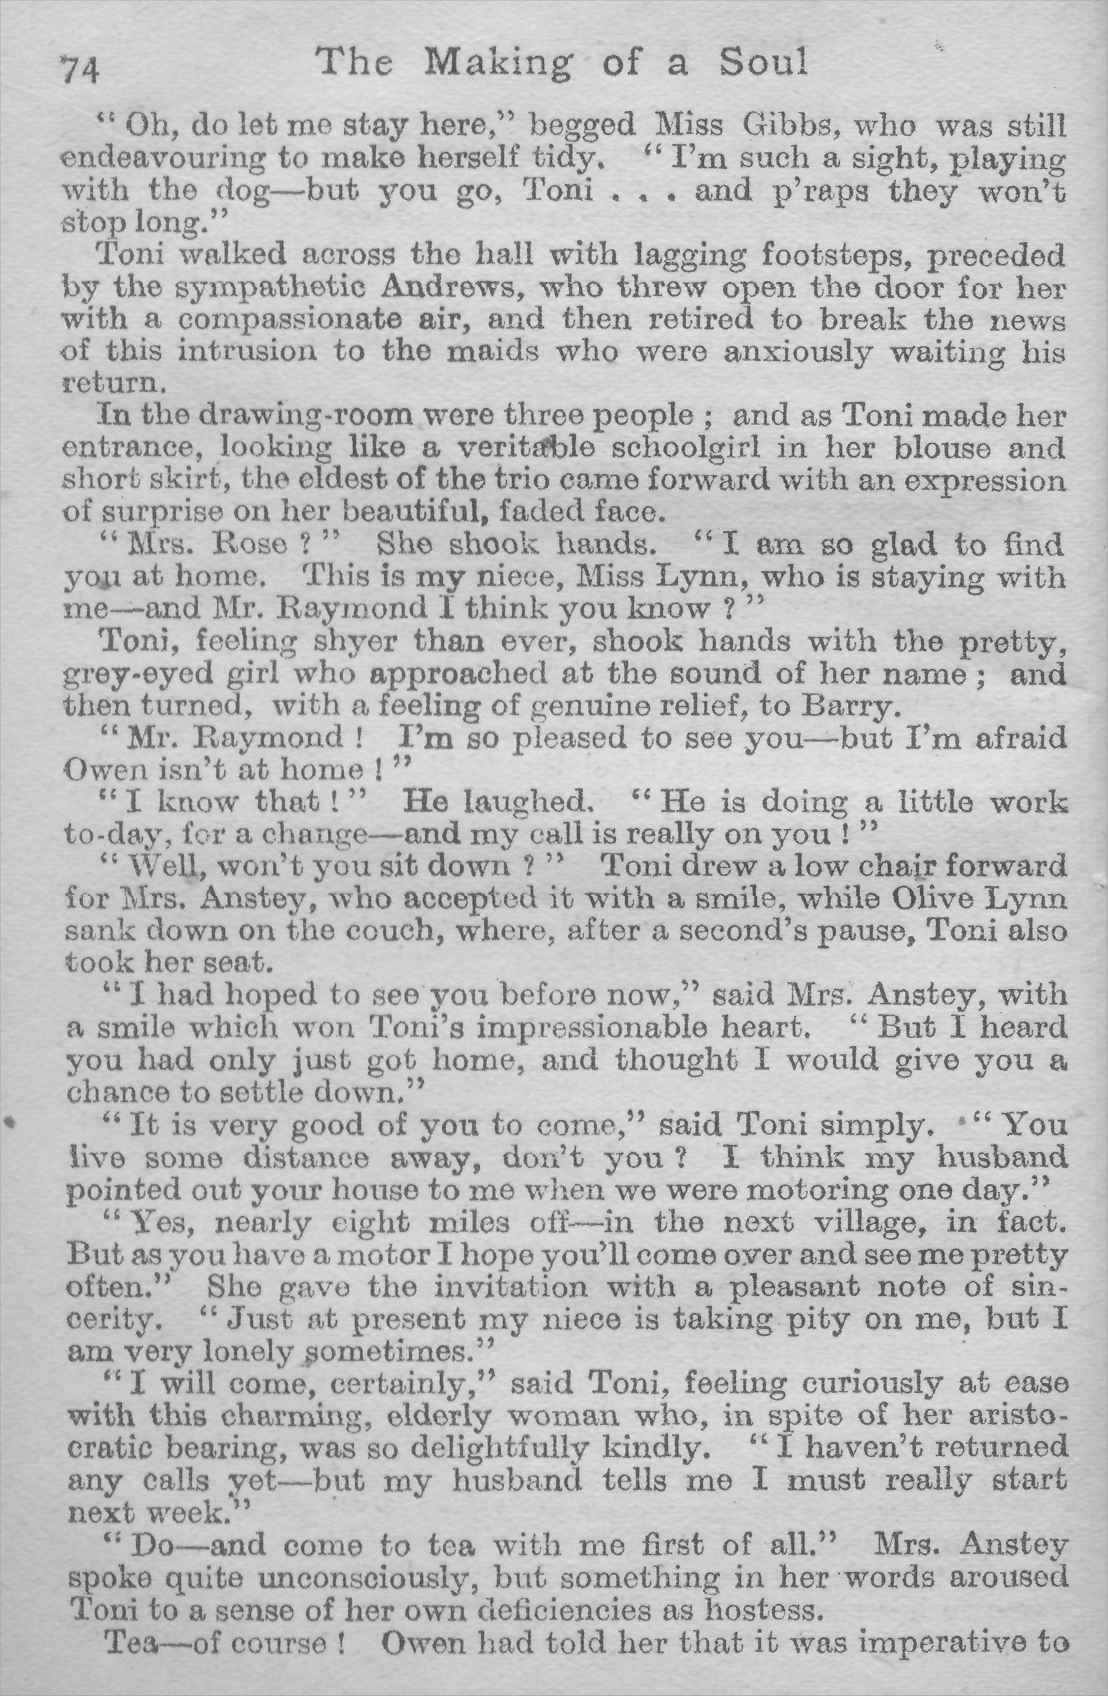 74 The Making of a Soul
“ Oh, do let me stay here,” begged Miss Gibbs, who was still
endeavouring to make herself tidy. “ I’m such a sight, playing
with the dog—but you go, Toni . . . and p’raps they won’t
stop long.”
Toni walked across the hall with lagging footsteps, preceded
by the sympathetic Andrews, who threw open the door for her
with a compassionate air, and then retired to break the news
of this intrusion to the maids who were anxiously waiting his
return.
In the drawing-room were three people ; and as Toni made her
entrance, looking like a veritable schoolgirl in her blouse and
short skirt, the eldest of the trio came forward with an expression
of surprise on her beautiful, faded face.
“ Mrs. Rose ? ” She shook hands. “ I am so glad to find
you at home. This is my niece, Miss Lynn, who is staying with
me—and Mr. Raymond I think you know ? ”
Toni, feeling shyer than ever, shook hands with the pretty,
grey-eyed girl who approached at the sound of her name ; and
then turned, with a feeling of genuine relief, to Barry.
“ Mr. Raymond ! I’m so pleased to see you—but I’m afraid
Owen isn’t at home ! ”
“ I know that ! ” He laughed. “ He is doing a little work
to-day, for a change—and my call is really on you ! ”
“ Well, won’t you sit down ? ” Toni drew a low chair forward
for Mrs. Anstey, who accepted it with a smile, while Olive Lynn
sank down on the couch, where, after a second’s pause, Toni also
took her seat.
“ I had hoped to see you before now,” said Mrs. Anstey, with
a smile which won Toni’s impressionable heart. “ But I heard
you had only just got home, and thought I would give you a
chance to settle down.”
“ It is very good of you to come,” said Toni simply. “ You
live some distance away, don’t you ? I think my husband
pointed out your house to me when we were motoring one day.”
“ Yes, nearly eight miles off—in the next village, in fact.
But as you have a motor I hope you’ll come over and see me pretty
often.” She gave the invitation with a pleasant note of sin-
cerity. “ Just at present my niece is taking pity on me, but I
am very lonely sometimes.”
“ I will come, certainly,” said Toni, feeling curiously at ease
with this charming, elderly woman who, in spite of her aristo-
cratic bearing, was so delightfully kindly. “ I haven’t returned
any calls yet—but my husband tells me I must really start
next week.”
“ Do—and come to tea with me first of all.” Mrs. Anstey
spoke quite unconsciously, but something in her words aroused
Toni to a sense of her own deficiencies as hostess.
Tea—of course ! Owen had told her that it was imperative to